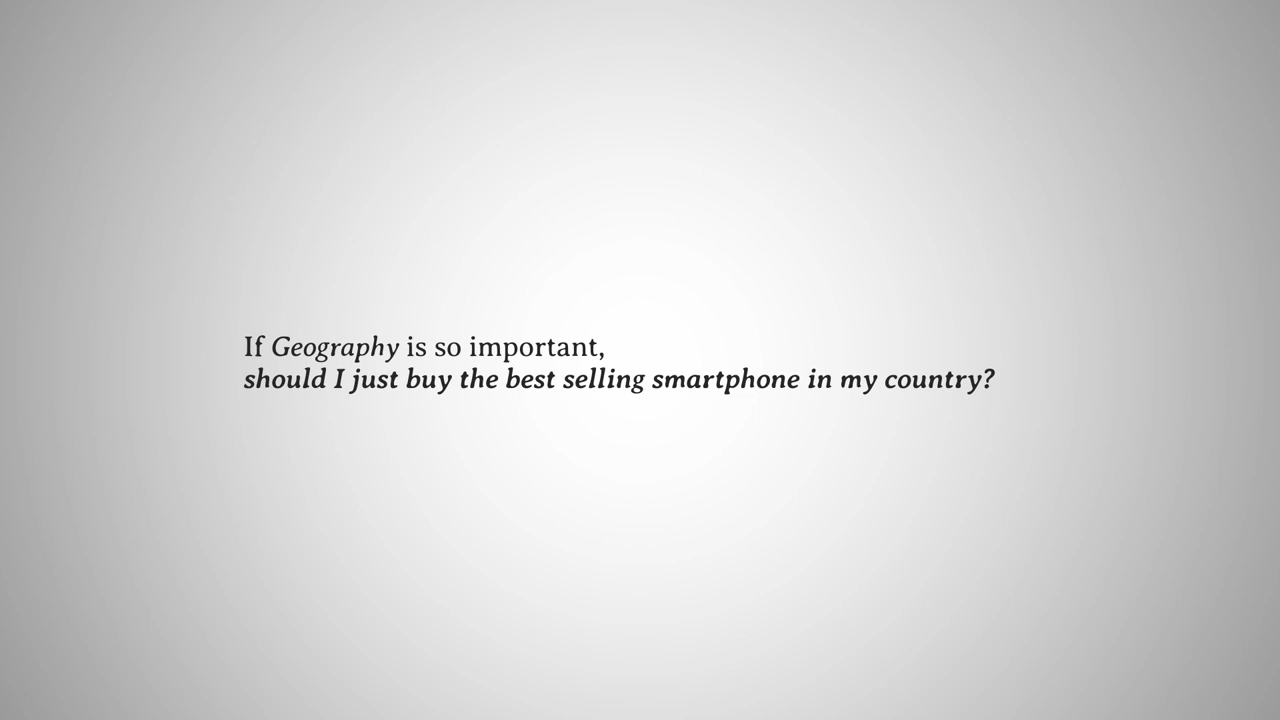 If Geography is so important,
should I just buy the best selling smartphone in my country?